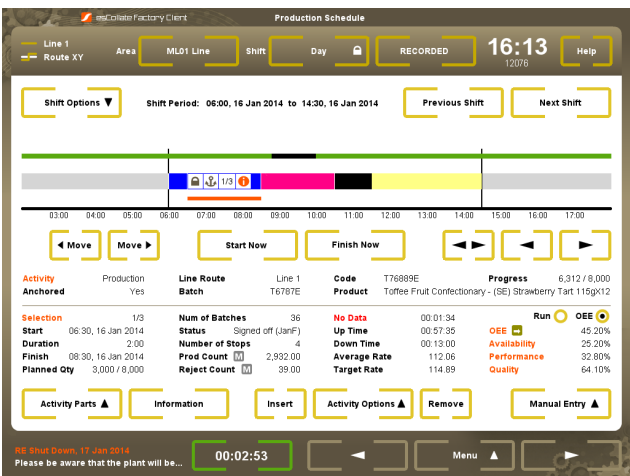 esCollate Factory Client Production Schedule
Line 1
Route XY
Area ML01 Line Shift Day RECORDED 16:13 Help
12076
Shift Options ▼ Shift Period: 06:00, 16 Jan 2014 to 14:30, 16 Jan 2014 Previous Shift Next Shift
1/3
03:00 04:00 05:00 06:00 07:00 08:00 09:00 10:00 11:00 12:00 13:00 14:00 15:00 16:00 17:00
◀ Move Move ▶ Start Now Finish Now ◀ ▶ ◀ ▶
Activity Production Line Route Line 1 Code T76889E Progress 6,312 / 8,000
Anchored Yes Batch T6787E Product Toffee Fruit Confectionary - (SE) Strawberry Tart 115gX12
Selection 1/3 Num of Batches 36 No Data 00:01:34 Run OEE
Start 06:30, 16 Jan 2014 Status Signed off (JanF) Up Time 00:57:35 OEE 45.20%
Duration 2:00 Number of Stops 4 Down Time 00:13:00 Availability 25.20%
Finish 08:30, 16 Jan 2014 Prod Count M 2,932.00 Average Rate 112.06 Performance 32.80%
Planned Qty 3,000 / 8,000 Reject Count M 39.00 Target Rate 114.89 Quality 64.10%
Activity Parts ▲ Information Insert Activity Options ▲ Remove Manual Entry ▲
RE Shut Down, 17 Jan 2014
Please be aware that the plant will be... 00:02:53 ◀ Menu ▲ ▶